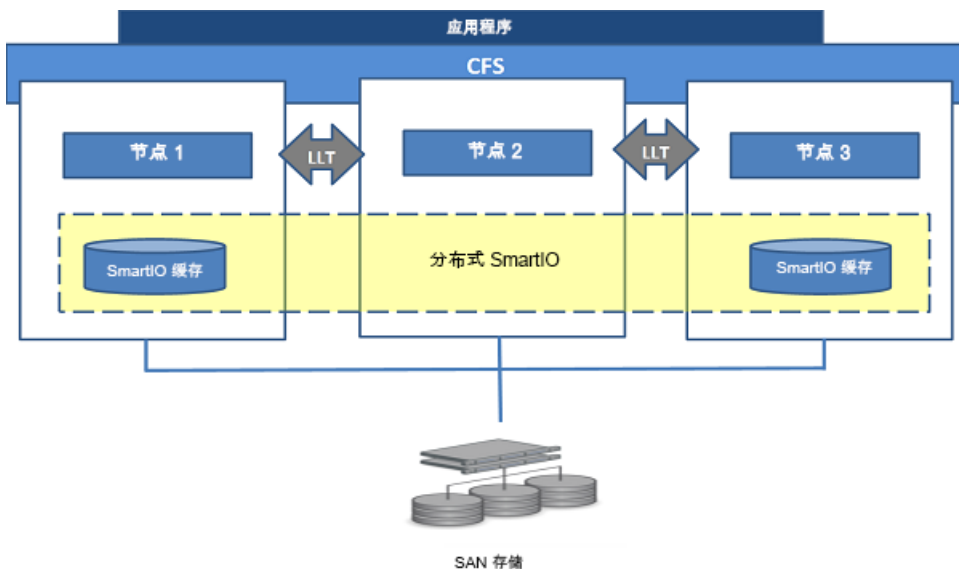 应用程序
CFS
节点 1
LLT
节点 2
LLT
节点 3
SmartIO 缓存
分布式 SmartIO
SmartIO 缓存
SAN 存储